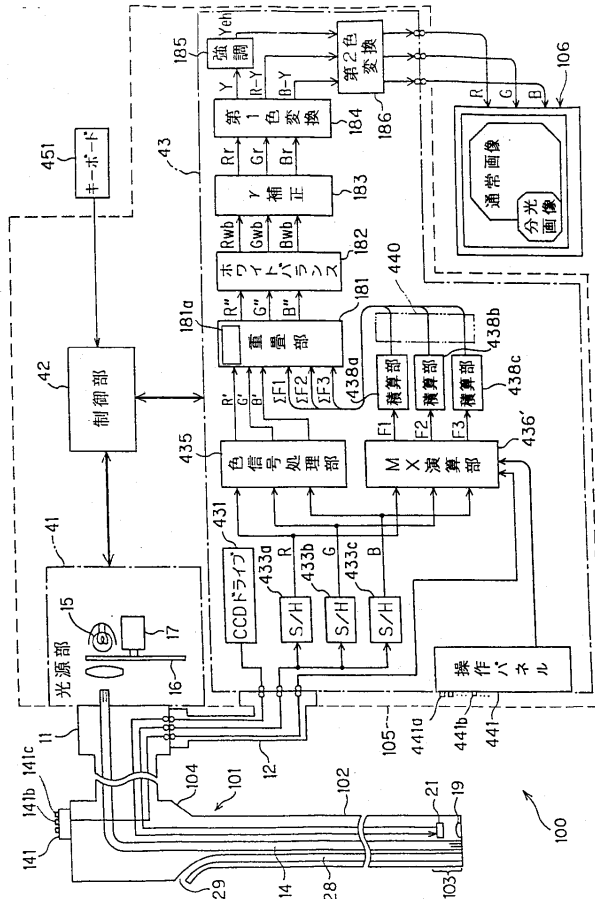 451
キーボード
42
制御部
41
光源部
15
17
16
11
12
141
141b
141c
104
101
102
29
14
28
21
19
103
100
43
105
CCDドライブ
431
433a
433b
433c
S/H
S/H
S/H
R
G
B
435
色信号処理部
R'
G'
B'
MX演算部
436'
F1
F2
F3
積算部
積算部
積算部
438a
438b
438c
440
ΣF1
ΣF2
ΣF3
181a
重畳部
181
R"
G"
B"
ホワイトバランス
182
Rwb
Gwb
Bwb
γ補正
183
Rr
Gr
Br
第1色変換
184
Y
R-Y
B-Y
185
強調
Yeh
第2色変換
186
R
G
B
106
通常画像
分光画像
操作パネル
441a
441b
441